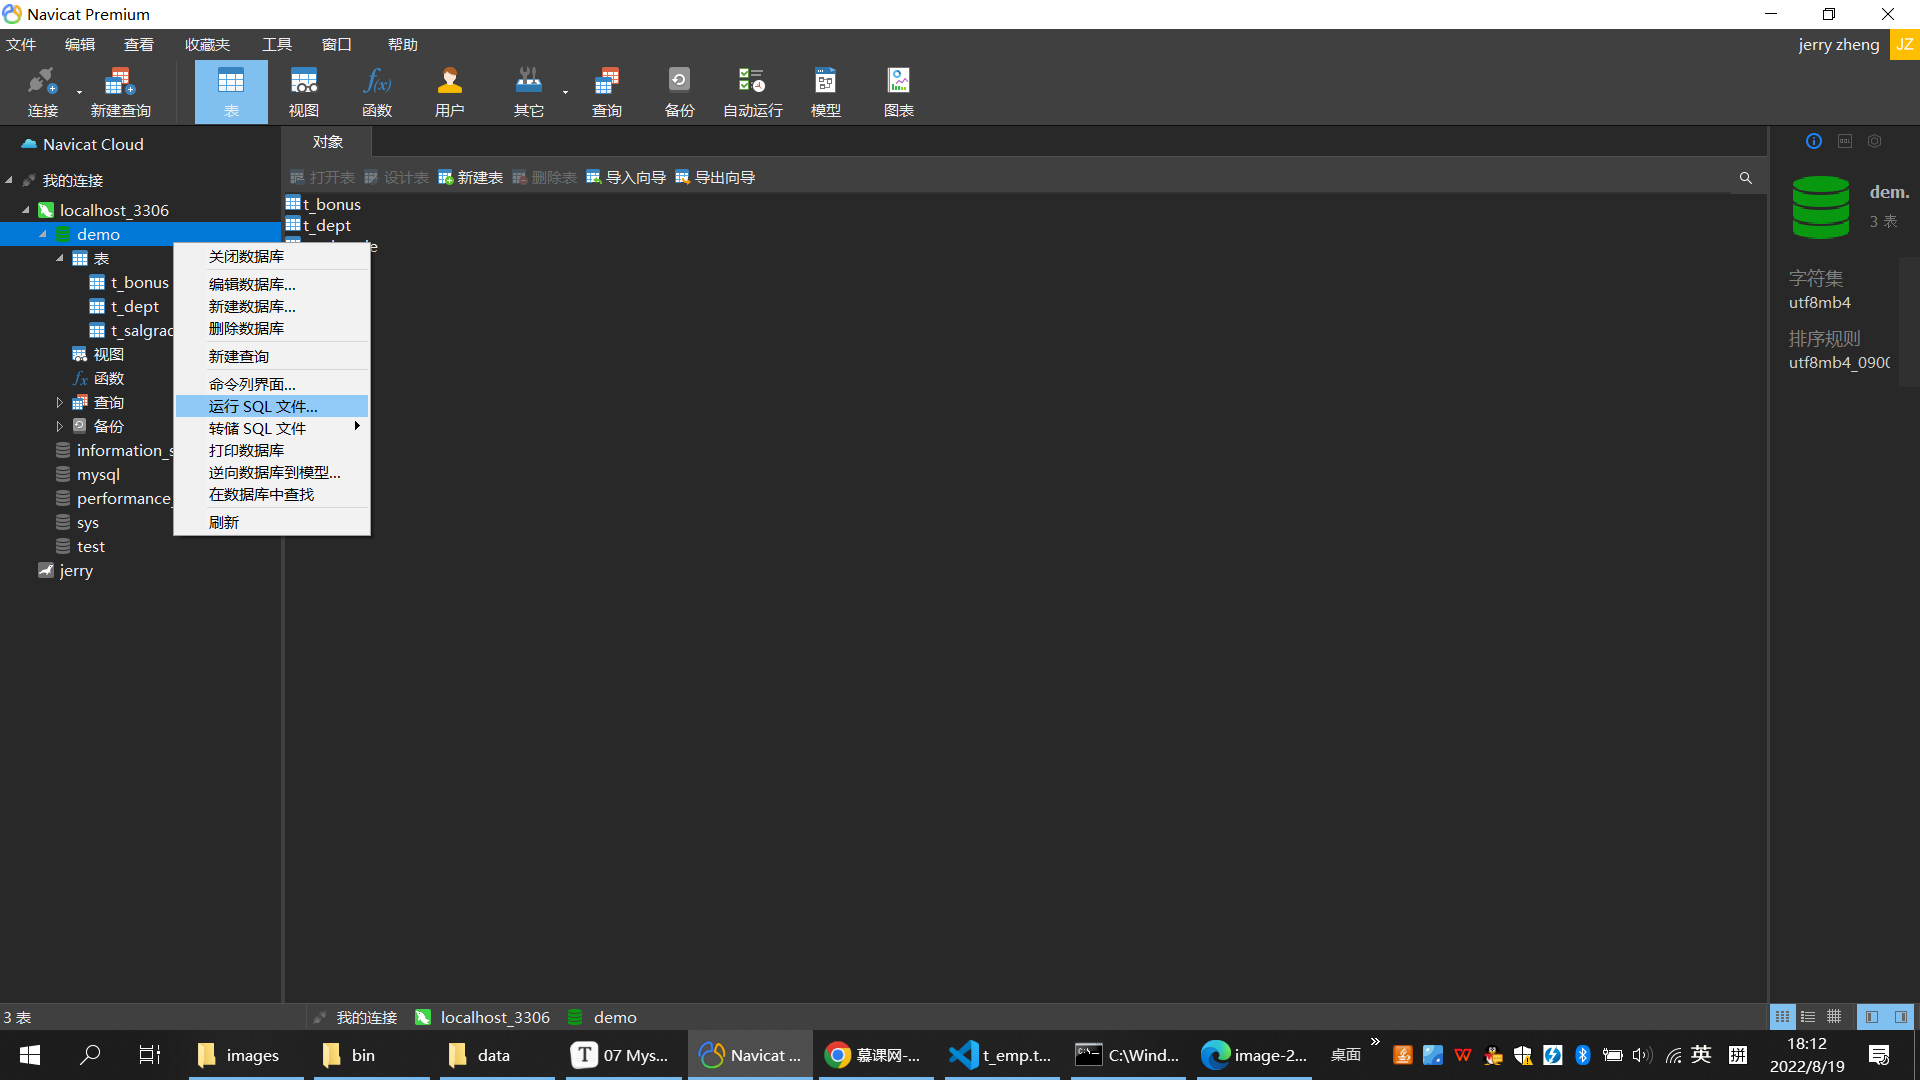 Navicat Premium
文件 编辑 查看 收藏夹 工具 窗口 帮助
jerry zheng JZ
连接 新建查询 表 视图 函数 用户 其它 查询 备份 自动运行 模型 图表
Navicat Cloud
对象
我的连接
打开表 设计表 新建表 删除表 导入向导 导出向导
localhost_3306
demo
表
t_bonus
t_dept
t_salgrad
视图
函数
查询
备份
information_s
mysql
performance_
sys
test
jerry
t_bonus
t_dept
e
关闭数据库
编辑数据库...
新建数据库...
删除数据库
新建查询
命令列界面...
运行 SQL 文件...
转储 SQL 文件
打印数据库
逆向数据库到模型...
在数据库中查找
刷新
dem.
3 表
字符集
utf8mb4
排序规则
utf8mb4_090
3 表
我的连接 localhost_3306 demo
images bin data 07 Mys... Navicat ... 慕课网-... t_emp.t... C:\Wind... image-2... 桌面 » 英 拼
18:12
2022/8/19